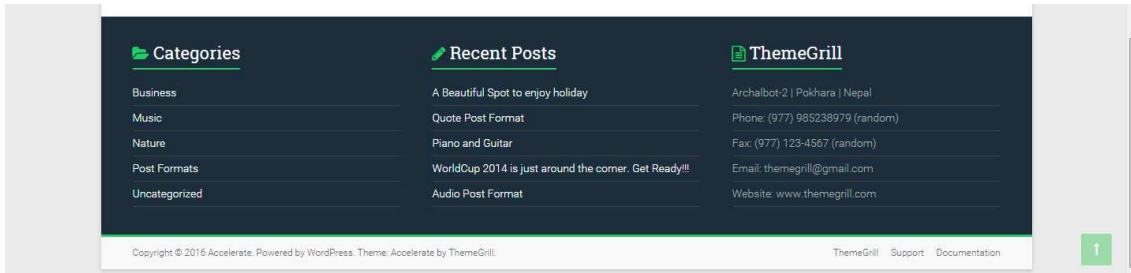 Categories
Business
Music
Nature
Post Formats
Uncategorized
Recent Posts
A Beautiful Spot to enjoy holiday
Quote Post Format
Piano and Guitar
WorldCup 2014 is just around the corner. Get Ready!!!
Audio Post Format
ThemeGrill
Archalbot-2 | Pokhara | Nepal
Phone: (977) 985238979 (random)
Fax: (977) 123-4567 (random)
Email: themegrill@gmail.com
Website: www.themegrill.com
Copyright © 2016 Accelerate. Powered by WordPress. Theme: Accelerate by ThemeGrill.
ThemeGrill Support Documentation